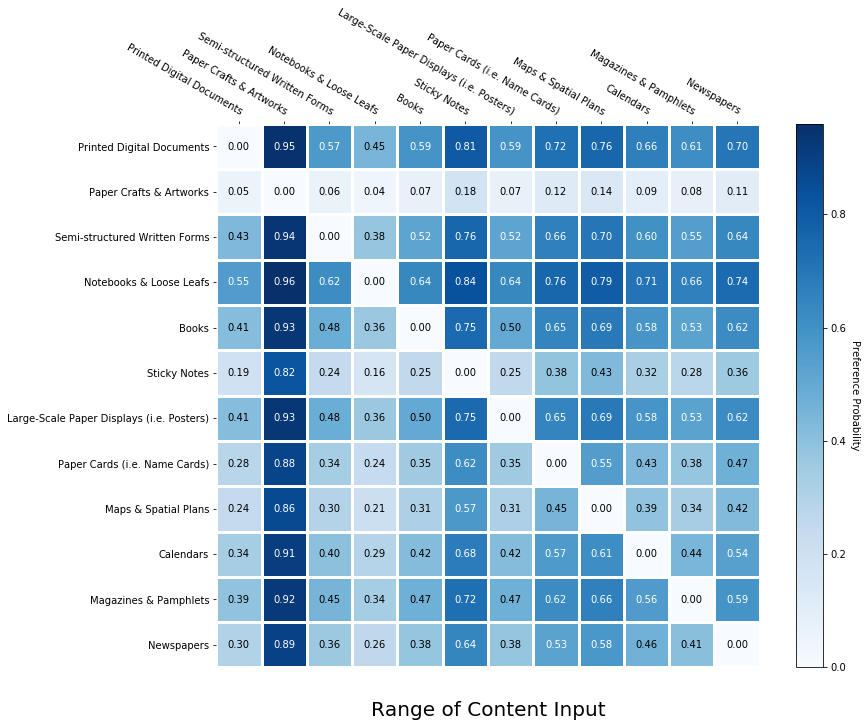 Printed Digital Documents
Paper Crafts & Artworks
Semi-structured Written Forms
Notebooks & Loose Leafs
Books
Sticky Notes
Large-Scale Paper Displays (i.e. Posters)
Paper Cards (i.e. Name Cards)
Maps & Spatial Plans
Calendars
Magazines & Pamphlets
Newspapers
Printed Digital Documents 0.00 0.95 0.57 0.45 0.59 0.81 0.59 0.72 0.76 0.66 0.61 0.70
Paper Crafts & Artworks 0.05 0.00 0.06 0.04 0.07 0.18 0.07 0.12 0.14 0.09 0.08 0.11
Semi-structured Written Forms 0.43 0.94 0.00 0.38 0.52 0.76 0.52 0.66 0.70 0.60 0.55 0.64
Notebooks & Loose Leafs 0.55 0.96 0.62 0.00 0.64 0.84 0.64 0.76 0.79 0.71 0.66 0.74
Books 0.41 0.93 0.48 0.36 0.00 0.75 0.50 0.65 0.69 0.58 0.53 0.62
Sticky Notes 0.19 0.82 0.24 0.16 0.25 0.00 0.25 0.38 0.43 0.32 0.28 0.36
Large-Scale Paper Displays (i.e. Posters) 0.41 0.93 0.48 0.36 0.50 0.75 0.00 0.65 0.69 0.58 0.53 0.62
Paper Cards (i.e. Name Cards) 0.28 0.88 0.34 0.24 0.35 0.62 0.35 0.00 0.55 0.43 0.38 0.47
Maps & Spatial Plans 0.24 0.86 0.30 0.21 0.31 0.57 0.31 0.45 0.00 0.39 0.34 0.42
Calendars 0.34 0.91 0.40 0.29 0.42 0.68 0.42 0.57 0.61 0.00 0.44 0.54
Magazines & Pamphlets 0.39 0.92 0.45 0.34 0.47 0.72 0.47 0.62 0.66 0.56 0.00 0.59
Newspapers 0.30 0.89 0.36 0.26 0.38 0.64 0.38 0.53 0.58 0.46 0.41 0.00
0.8
0.6
0.4
0.2
0.0
Preference Probability
Range of Content Input